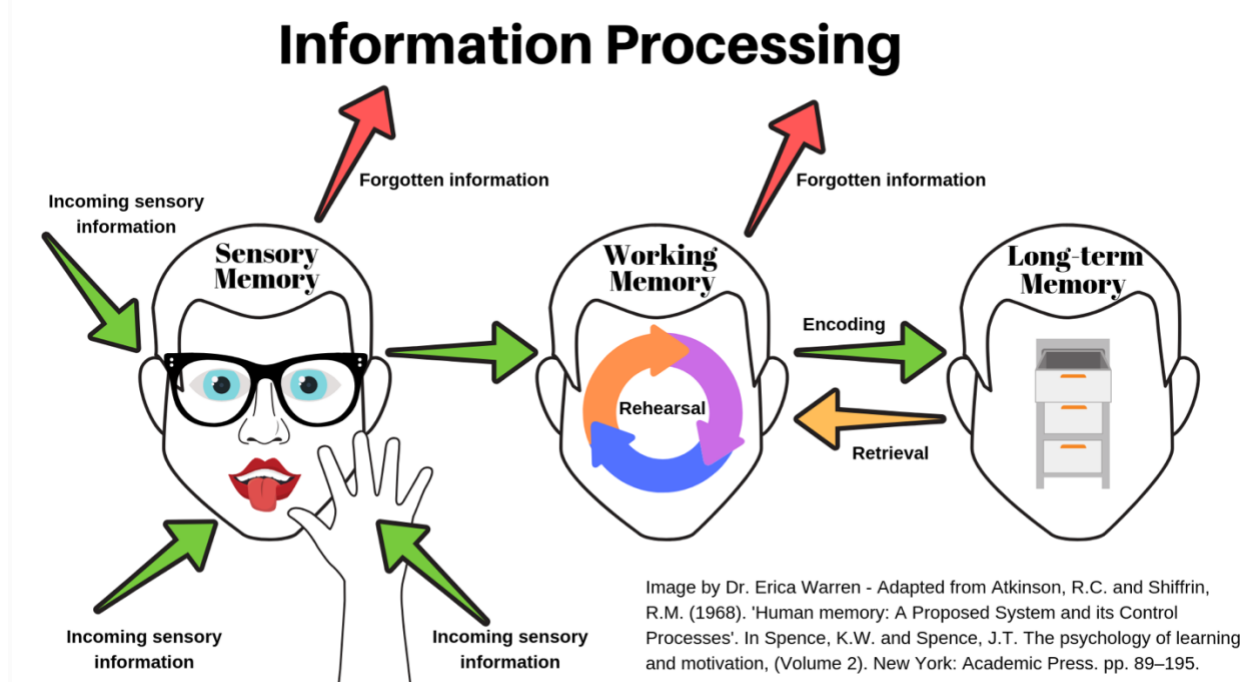 Information Processing
Forgotten information
Forgotten information
Incoming sensory
information
Sensory
Memory
Working
Memory
Long-term
Memory
Encoding
Rehearsal
Retrieval
Incoming sensory
information
Incoming sensory
information
Image by Dr. Erica Warren - Adapted from Atkinson, R.C. and Shiffrin,
R.M. (1968). 'Human memory: A Proposed System and its Control
Processes'. In Spence, K.W. and Spence, J.T. The psychology of learning
and motivation, (Volume 2). New York: Academic Press. pp. 89–195.